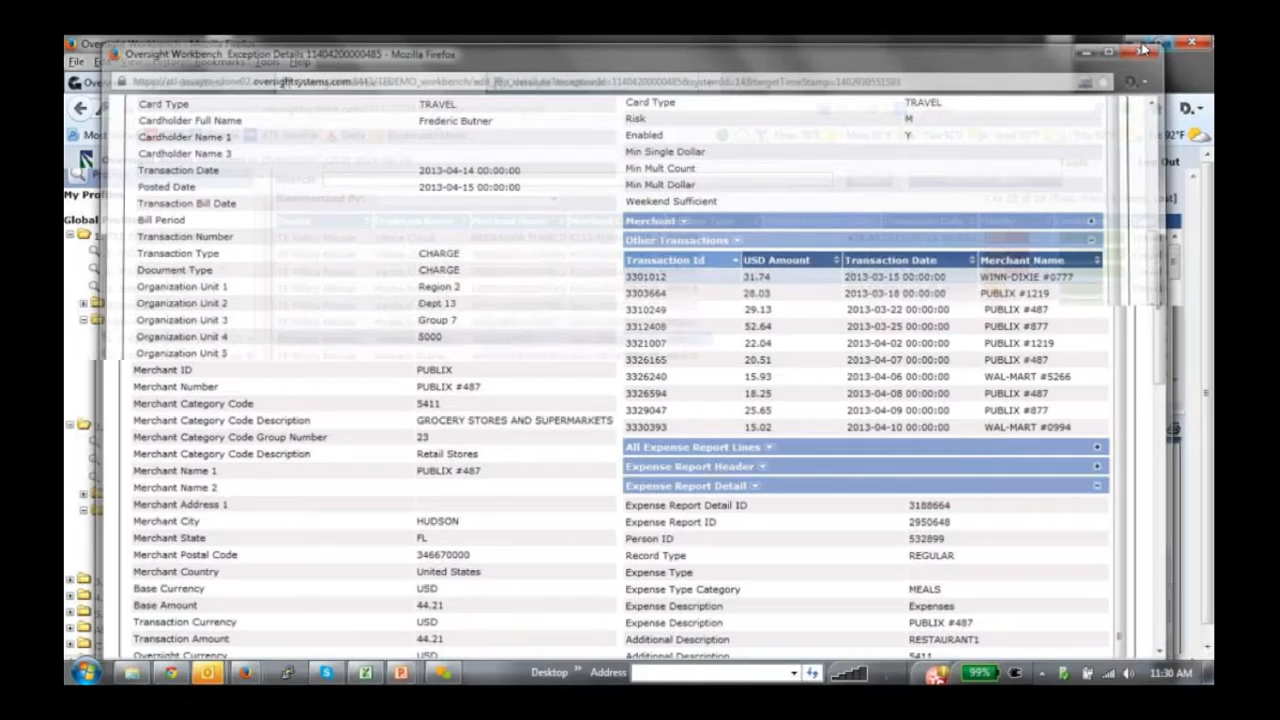 Oversight Workbench Exception Details 11404200000485 - Mozilla Firefox
File
Card Type TRAVEL
Cardholder Full Name Frederic Butner
Cardholder Name 1
Cardholder Name 3
Transaction Date 2013-04-14 00:00:00
Posted Date 2013-04-15 00:00:00
Transaction Bill Date
Bill Period
Transaction Number
Transaction Type CHARGE
Document Type CHARGE
Organization Unit 1 Region 2
Organization Unit 2 Dept 13
Organization Unit 3 Group 7
Organization Unit 4 5000
Organization Unit 5
Merchant ID PUBLIX
Merchant Number PUBLIX #487
Merchant Category Code 5411
Merchant Category Code Description GROCERY STORES AND SUPERMARKETS
Merchant Category Code Group Number 23
Merchant Category Code Description Retail Stores
Merchant Name 1 PUBLIX #487
Merchant Name 2
Merchant Address 1
Merchant City HUDSON
Merchant State FL
Merchant Postal Code 346670000
Merchant Country United States
Base Currency USD
Base Amount 44.21
Transaction Currency USD
Transaction Amount 44.21
Oversight Currency USD
Card Type TRAVEL
Risk M
Enabled Y
Min Single Dollar
Min Mult Count
Min Mult Dollar
Weekend Sufficient
Merchant
Other Transactions
Transaction Id USD Amount Transaction Date Merchant Name
3301012 31.74 2013-03-15 00:00:00 WINN-DIXIE #0777
3303664 28.03 2013-03-18 00:00:00 PUBLIX #1219
3310249 29.13 2013-03-22 00:00:00 PUBLIX #487
3312408 52.64 2013-03-25 00:00:00 PUBLIX #877
3321007 22.04 2013-04-02 00:00:00 PUBLIX #1219
3326165 20.51 2013-04-07 00:00:00 PUBLIX #487
3326240 15.93 2013-04-06 00:00:00 WAL-MART #5266
3326594 18.25 2013-04-08 00:00:00 PUBLIX #487
3329047 25.65 2013-04-09 00:00:00 PUBLIX #877
3330393 15.02 2013-04-10 00:00:00 WAL-MART #0994
All Expense Report Lines
Expense Report Header
Expense Report Detail
Expense Report Detail ID 3188664
Expense Report ID 2950648
Person ID 532899
Record Type REGULAR
Expense Type
Expense Type Category MEALS
Expense Description Expenses
Expense Description PUBLIX #487
Additional Description RESTAURANT1
Additional Description 5411
Desktop Address 99% 11:30 AM